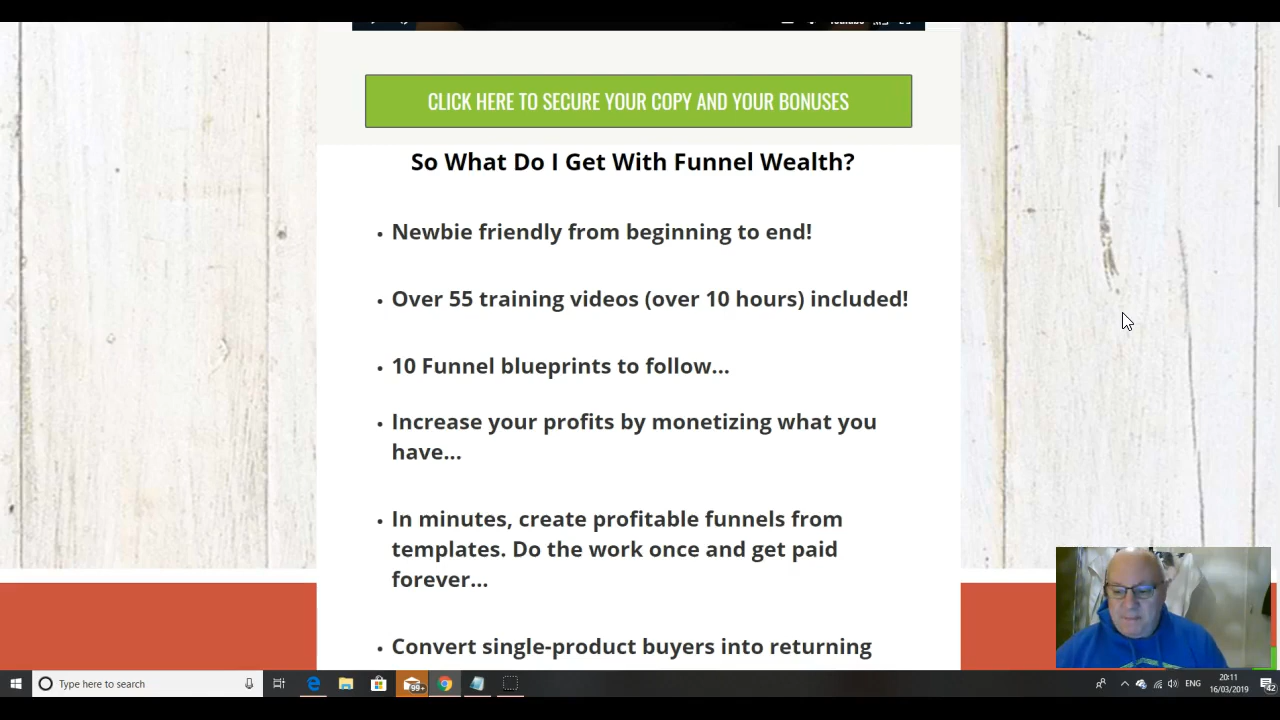 CLICK HERE TO SECURE YOUR COPY AND YOUR BONUSES
So What Do I Get With Funnel Wealth?
• Newbie friendly from beginning to end!
• Over 55 training videos (over 10 hours) included!
• 10 Funnel blueprints to follow...
• Increase your profits by monetizing what you
have...
• In minutes, create profitable funnels from
templates. Do the work once and get paid
forever...
• Convert single-product buyers into returning
Type here to search
99+
ENG
20:11
16/03/2019
42